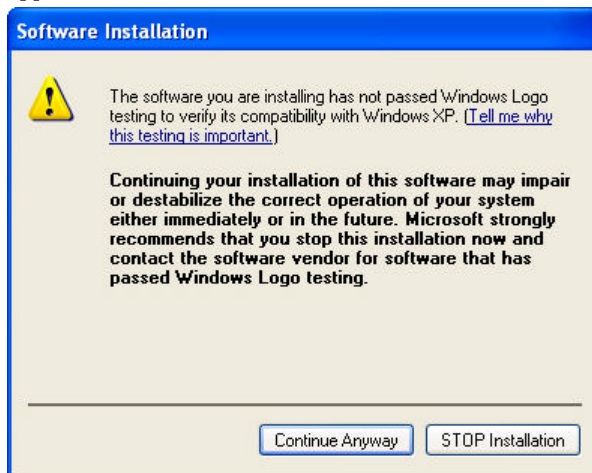 Software Installation
The software you are installing has not passed Windows Logo
testing to verify its compatibility with Windows XP. (Tell me why
this testing is important.)
Continuing your installation of this software may impair
or destabilize the correct operation of your system
either immediately or in the future. Microsoft strongly
recommends that you stop this installation now and
contact the software vendor for software that has
passed Windows Logo testing.
Continue Anyway
STOP Installation